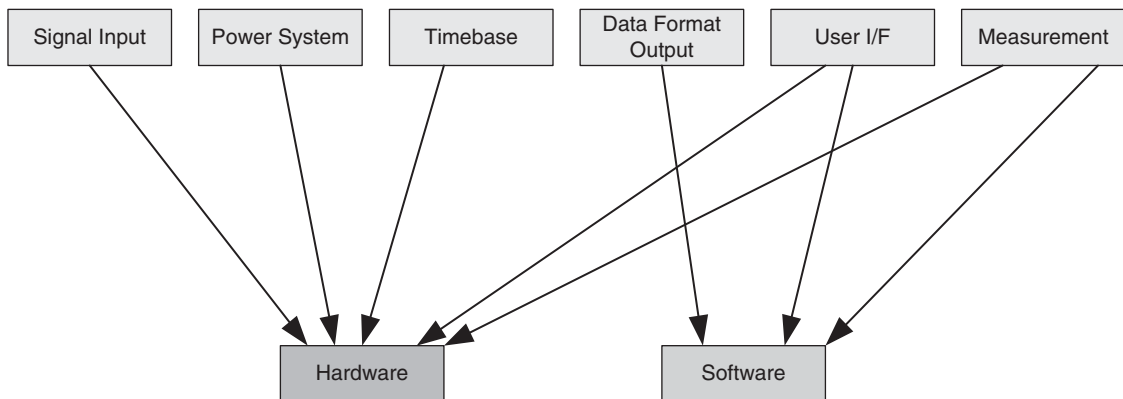 Signal Input
Power System
Timebase
Data Format
Output
User I/F
Measurement
Hardware
Software